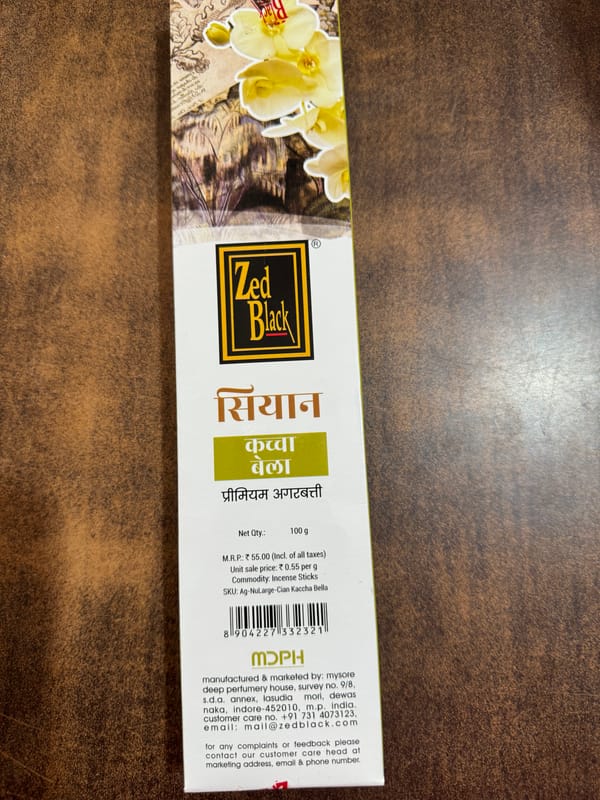 Zed
Black
®
सियान
कच्चा
बेला
प्रीमियम अगरबत्ती
Net Qty.: 100 g
M.R.P.: ₹ 55.00 (Incl. of all taxes)
Unit sale price: ₹ 0.55 per g
Commodity: Incense Sticks
SKU: Ag-NuLarge-Cian Kaccha Bella
8 904227 332321
MDPH
manufactured & marketed by: mysore
deep perfumery house, survey no. 9/8,
s.d.a. annex, lasudia mori, dewas
naka, indore-452010, m.p. india.
customer care no. +91 731 4073123,
email: mail@zedblack.com
for any complaints or feedback please
contact our customer care head at
marketing address, email & phone number.